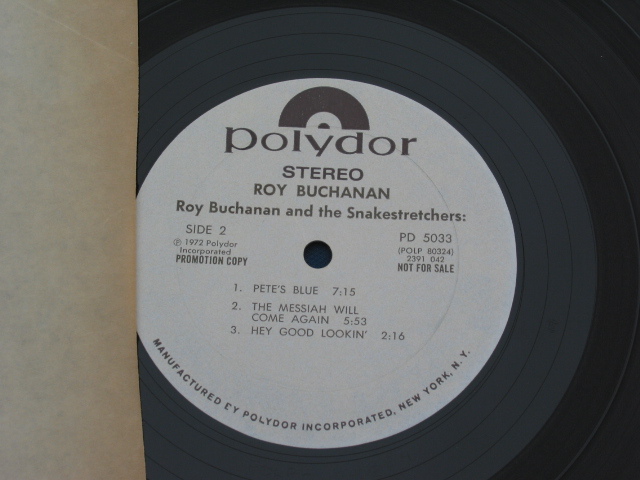 polydor
STEREO
ROY BUCHANAN
Roy Buchanan and the Snakestretchers:
SIDE 2
℗ 1972 Polydor
Incorporated
PROMOTION COPY
PD 5033
(POLP 80324)
2391 042
NOT FOR SALE
1. PETE'S BLUE 7:15
2. THE MESSIAH WILL
COME AGAIN 5:53
3. HEY GOOD LOOKIN' 2:16
MANUFACTURED BY POLYDOR INCORPORATED, NEW YORK, N.Y.